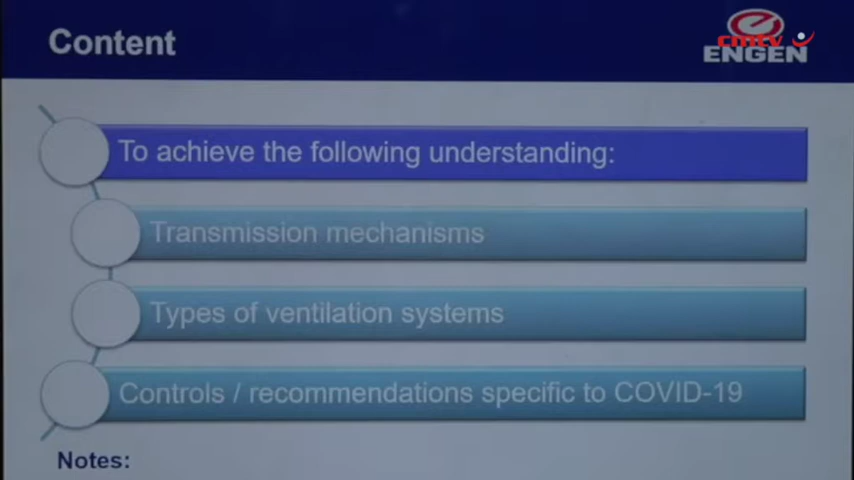 Content
cmtv
ENGEN
To achieve the following understanding:
Transmission mechanisms
Types of ventilation systems
Controls / recommendations specific to COVID-19
Notes: